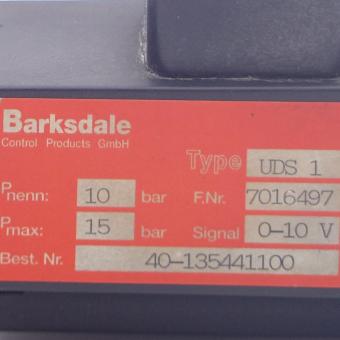 Barksdale
Control Products GmbH
Type UDS 1
Pnenn: 10 bar F.Nr. 7016497
Pmax: 15 bar Signal 0-10 V
Best. Nr. 40-135441100